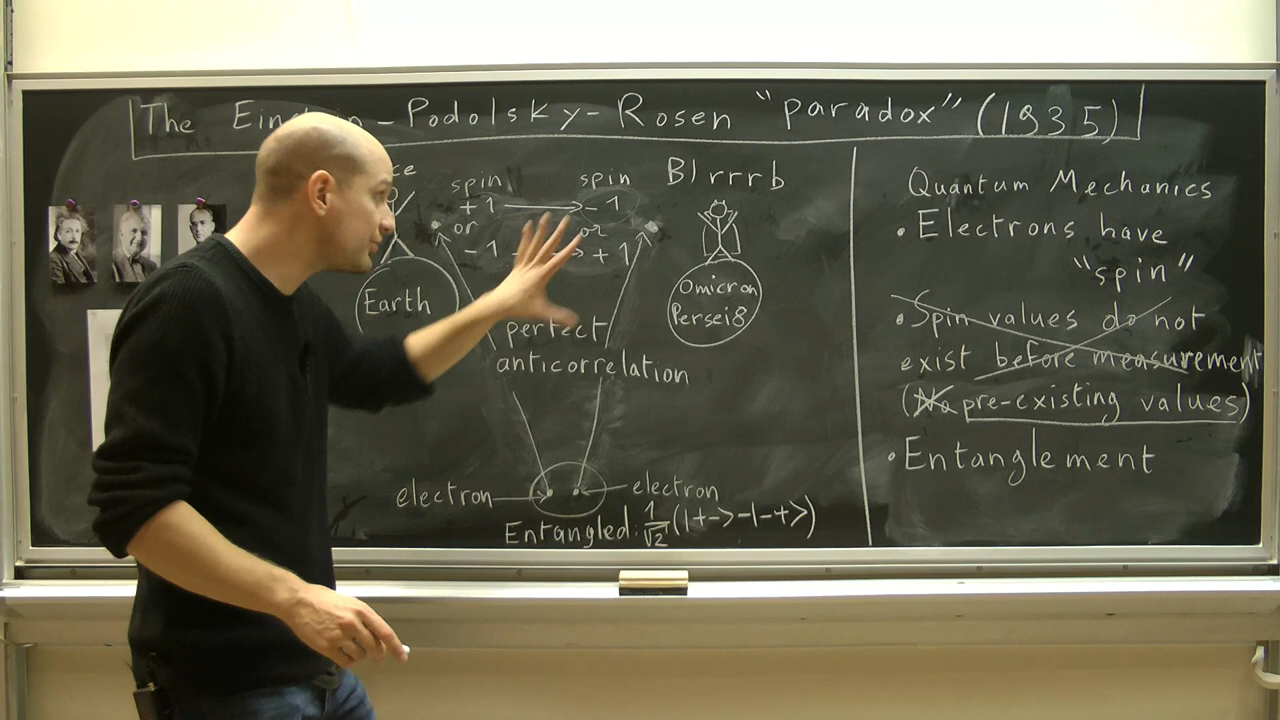 The Einstein-Podolsky-Rosen "paradox" (1935)
spin spin
+1 → -1
or or
-1 → +1
Blrrrb
Earth
Omicron
Persei8
perfect
anticorrelation
electron → ← electron
Entangled: 1/√2 (|+-> - |-+>)
Quantum Mechanics
• Electrons have
"spin"
• Spin values do not
exist before measurement
(No pre-existing values)
• Entanglement